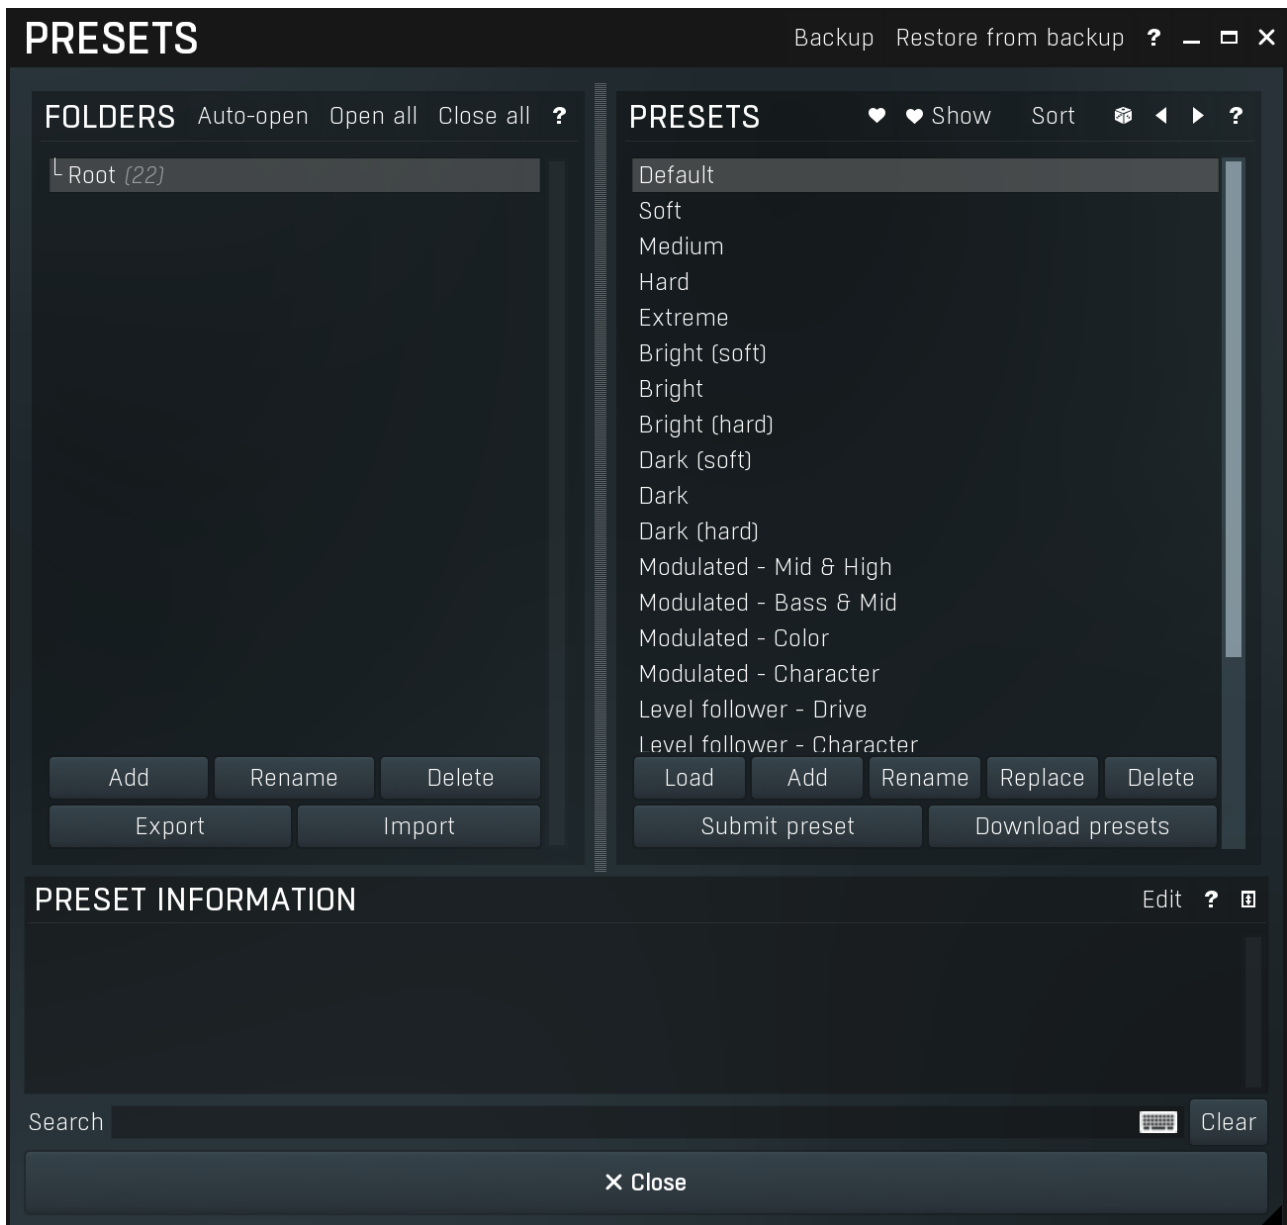 PRESETS Backup Restore from backup ?
FOLDERS Auto-open Open all Close all ?
Root (22)
Add Rename Delete
Export Import
PRESETS Show Sort ?
Default
Soft
Medium
Hard
Extreme
Bright (soft)
Bright
Bright (hard)
Dark (soft)
Dark
Dark (hard)
Modulated - Mid & High
Modulated - Bass & Mid
Modulated - Color
Modulated - Character
Level follower - Drive
Level follower - Character
Load Add Rename Replace Delete
Submit preset Download presets
PRESET INFORMATION Edit ?
Search Clear
Close